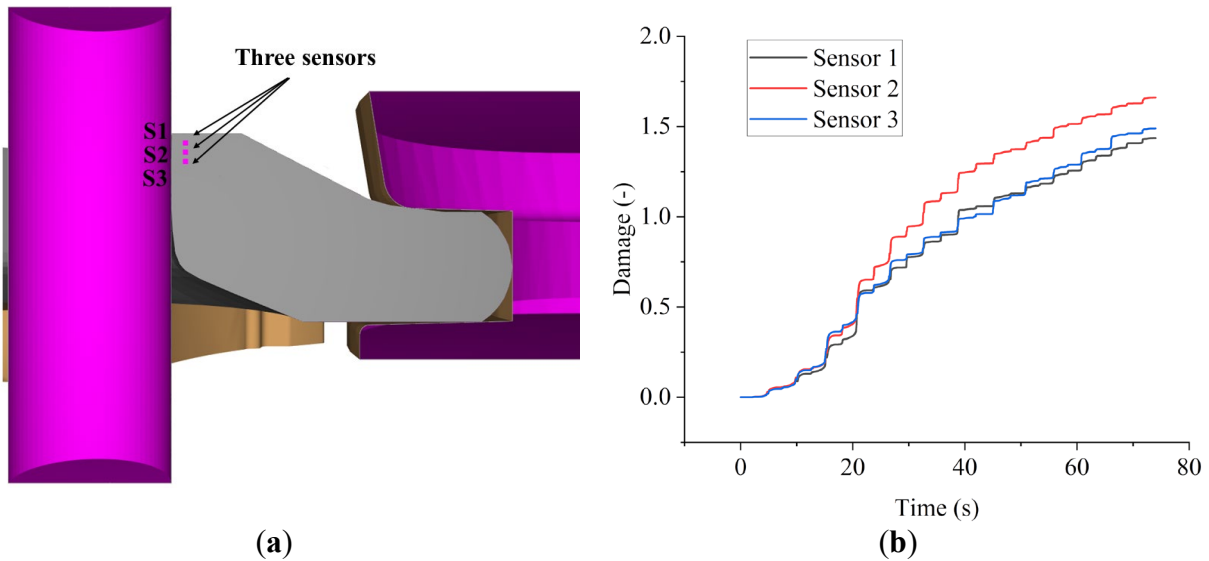 Three sensors
S1
S2
S3
(a)
2.0
1.5
1.0
0.5
0.0
Damage (-)
Sensor 1
Sensor 2
Sensor 3
0 20 40 60 80
Time (s)
(b)